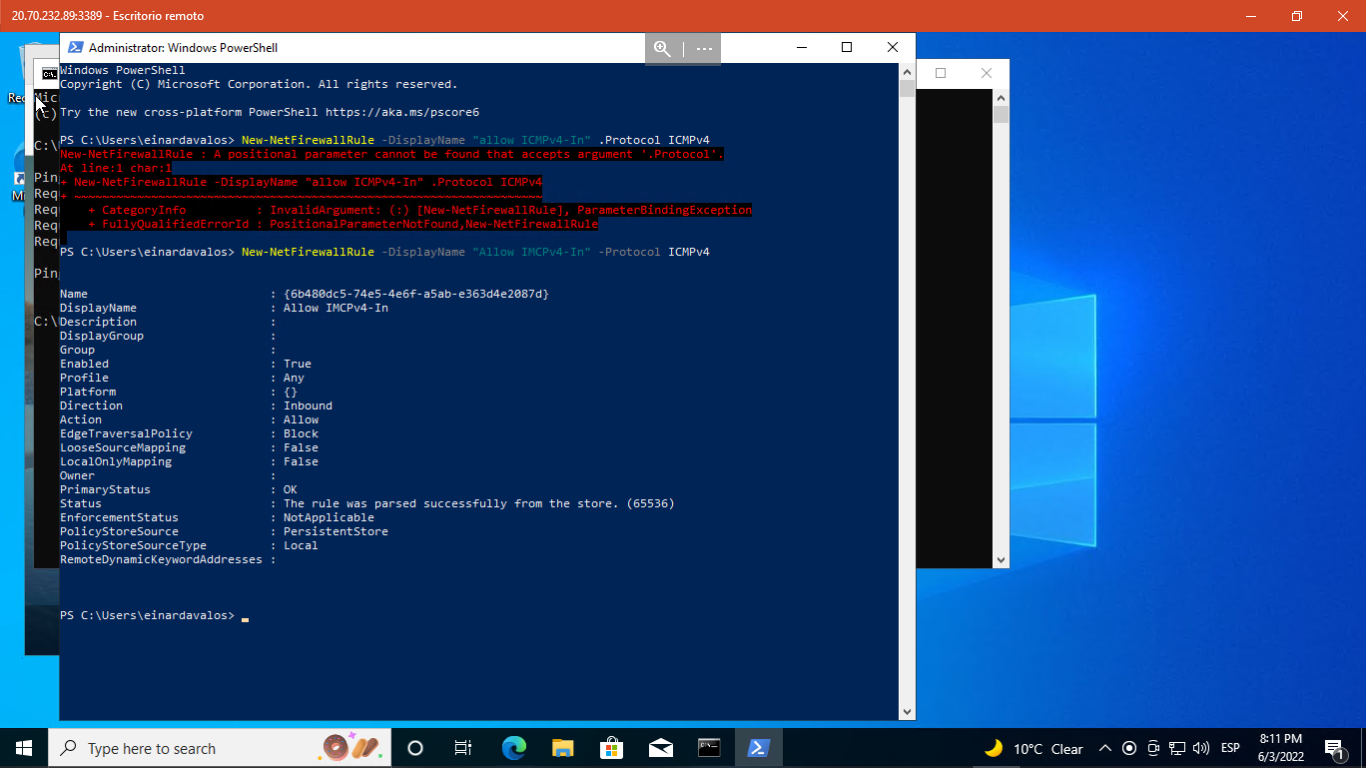 20.70.232.89:3389 - Escritorio remoto
Administrator: Windows PowerShell
Windows PowerShell
Copyright (C) Microsoft Corporation. All rights reserved.
Try the new cross-platform PowerShell https://aka.ms/pscore6
PS C:\Users\einardavalos> New-NetFirewallRule -DisplayName "allow ICMPv4-In" .Protocol ICMPv4
New-NetFirewallRule : A positional parameter cannot be found that accepts argument '.Protocol'.
At line:1 char:1
+ New-NetFirewallRule -DisplayName "allow ICMPv4-In" .Protocol ICMPv4
+ ~~~~~~~~~~~~~~~~~~~~~~~~~~~~~~~~~~~~~~~~~~~~~~~~~~~~~~~~~~~~~~~~~~~
+ CategoryInfo : InvalidArgument: (:) [New-NetFirewallRule], ParameterBindingException
+ FullyQualifiedErrorId : PositionalParameterNotFound,New-NetFirewallRule
PS C:\Users\einardavalos> New-NetFirewallRule -DisplayName "Allow IMCPv4-In" -Protocol ICMPv4
Name : {6b480dc5-74e5-4e6f-a5ab-e363d4e2087d}
DisplayName : Allow IMCPv4-In
Description :
DisplayGroup :
Group :
Enabled : True
Profile : Any
Platform : {}
Direction : Inbound
Action : Allow
EdgeTraversalPolicy : Block
LooseSourceMapping : False
LocalOnlyMapping : False
Owner :
PrimaryStatus : OK
Status : The rule was parsed successfully from the store. (65536)
EnforcementStatus : NotApplicable
PolicyStoreSource : PersistentStore
PolicyStoreSourceType : Local
RemoteDynamicKeywordAddresses :
PS C:\Users\einardavalos>
(c)
C:\
Pin
Req
Req
Req
Req
Pin
C:\
Type here to search
10°C Clear
ESP
8:11 PM
6/3/2022
1